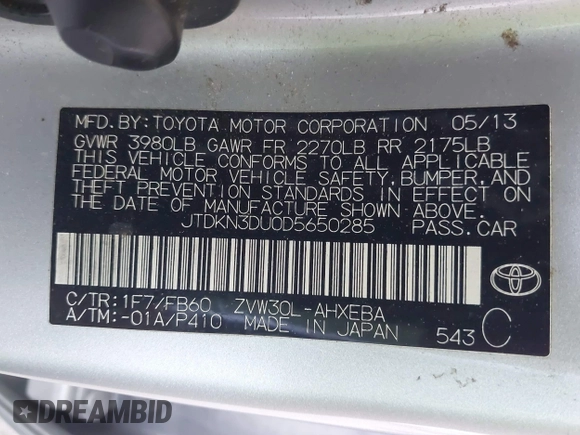 MFD.BY:TOYOTA MOTOR CORPORATION 05/13
GVWR 3980LB GAWR FR 2270LB RR 2175LB
THIS VEHICLE CONFORMS TO ALL APPLICABLE
FEDERAL MOTOR VEHICLE SAFETY, BUMPER, AND
THEFT PREVENTION STANDARDS IN EFFECT ON
THE DATE OF MANUFACTURE SHOWN ABOVE.
JTDKN3DU0D5650285 PASS.CAR
C/TR:1F7/FB60 ZVW30L-AHXEBA
A/TM:-01A/P410 MADE IN JAPAN 543 C
DREAMBID